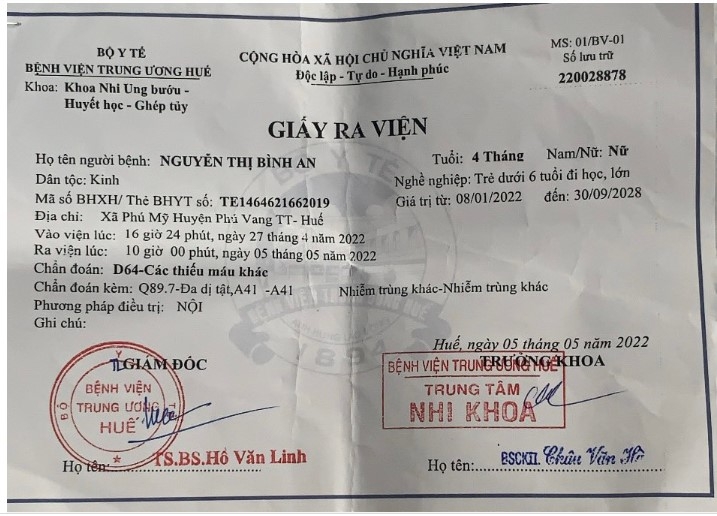 BỘ Y TẾ
BỆNH VIỆN TRUNG ƯƠNG HUẾ
Khoa: Khoa Nhi Ung bướu -
Huyết học - Ghép tủy
CỘNG HÒA XÃ HỘI CHỦ NGHĨA VIỆT NAM
Độc lập - Tự do - Hạnh phúc
MS: 01/BV-01
Số lưu trữ
220028878
GIẤY RA VIỆN
Họ tên người bệnh: NGUYỄN THỊ BÌNH AN Tuổi: 4 Tháng Nam/Nữ: Nữ
Dân tộc: Kinh Nghề nghiệp: Trẻ dưới 6 tuổi đi học, lớn
Mã số BHXH/ Thẻ BHYT số: TE1464621662019 Giá trị từ: 08/01/2022 đến: 30/09/2028
Địa chỉ: Xã Phú Mỹ Huyện Phú Vang TT- Huế
Vào viện lúc: 16 giờ 24 phút, ngày 27 tháng 4 năm 2022
Ra viện lúc: 10 giờ 00 phút, ngày 05 tháng 05 năm 2022
Chẩn đoán: D64-Các thiếu máu khác
Chẩn đoán kèm: Q89.7-Đa dị tật,A41 -A41 Nhiễm trùng khác-Nhiễm trùng khác
Phương pháp điều trị: NỘI
Ghi chú:
Huế, ngày 05 tháng 05 năm 2022
TL GIÁM ĐỐC
TRƯỞNG KHOA
BỆNH VIỆN
TRUNG ƯƠNG
HUẾ
BỆNH VIỆN TRUNG ƯƠNG HUẾ
TRUNG TÂM
NHI KHOA
Họ tên: TS.BS.Hồ Văn Linh
Họ tên: BSCKII. Châu Văn Hà
BỘ Y TẾ
1894